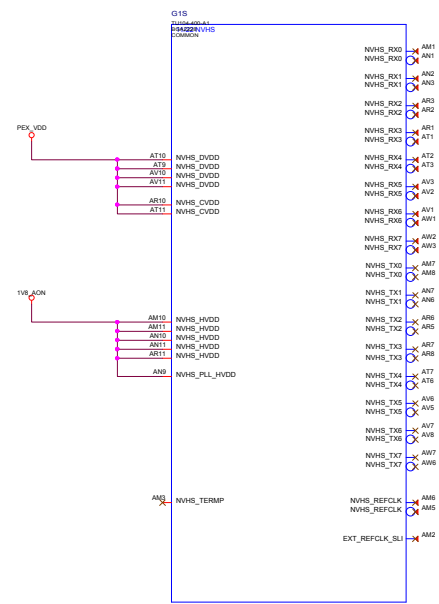 G1S
TU104-400-A1
COMMON
NVHS_RX0 AM1
NVHS_RX0 AN1
NVHS_RX1 AN2
NVHS_RX1 AN3
NVHS_RX2 AR3
NVHS_RX2 AR2
PEX_VDD
NVHS_RX3 AR1
NVHS_RX3 AT1
AT10 NVHS_DVDD
NVHS_RX4 AT2
AT9 NVHS_DVDD
NVHS_RX4 AT3
AV10 NVHS_DVDD
AV11 NVHS_DVDD
NVHS_RX5 AV3
NVHS_RX5 AV2
AR10 NVHS_CVDD
AT11 NVHS_CVDD
NVHS_RX6 AV1
NVHS_RX6 AW1
NVHS_RX7 AW2
NVHS_RX7 AW3
NVHS_TX0 AM7
NVHS_TX0 AM8
1V8_AON
NVHS_TX1 AN7
NVHS_TX1 AN6
AM10 NVHS_HVDD
NVHS_TX2 AR6
AM11 NVHS_HVDD
NVHS_TX2 AR5
AN10 NVHS_HVDD
AN11 NVHS_HVDD
NVHS_TX3 AR7
AR11 NVHS_HVDD
NVHS_TX3 AR8
AN9 NVHS_PLL_HVDD
NVHS_TX4 AT7
NVHS_TX4 AT6
NVHS_TX5 AV6
NVHS_TX5 AV5
NVHS_TX6 AV7
NVHS_TX6 AV8
NVHS_TX7 AW7
NVHS_TX7 AW6
AM3 NVHS_TERMP
NVHS_REFCLK AM6
NVHS_REFCLK AM5
EXT_REFCLK_SLI AM2